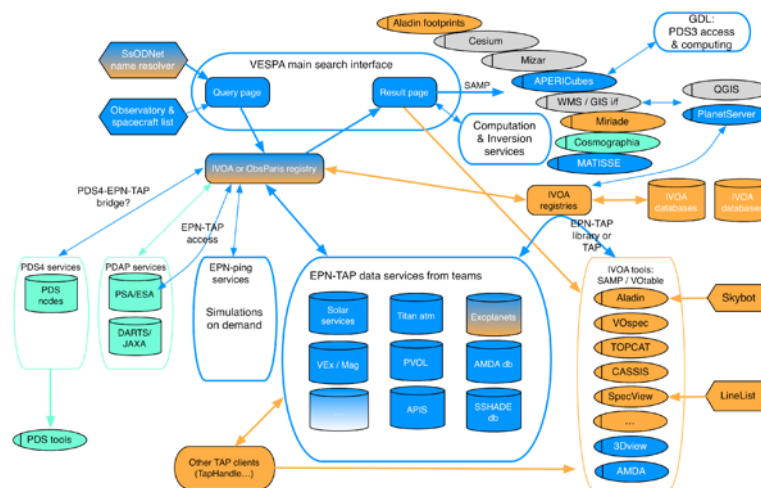 SsODNet
name resolver
VESPA main search interface
Query page
Result page
Observatory &
spacecraft list
SAMP
Aladin footprints
Cesium
Mizar
APERICubes
WMS / GIS i/f
Miriade
Cosmographia
MATISSE
GDL:
PDS3 access
& computing
QGIS
PlanetServer
Computation
& Inversion
services
IVOA or ObsParis registry
PDS4-EPN-TAP
bridge?
EPN-TAP
access
IVOA
registries
IVOA
databases
IVOA
databases
EPN-TAP
library or
TAP
PDS4 services
PDS
nodes
PDAP services
PSA/ESA
DARTS/
JAXA
EPN-ping
services
Simulations
on demand
EPN-TAP data services from teams
Solar
services
Titan atm
Exoplanets
VEx / Mag
PVOL
AMDA db
APIS
SSHADE
db
IVOA tools:
SAMP / VOtable
Aladin
VOspec
TOPCAT
CASSIS
SpecView
...
3Dview
AMDA
Skybot
LineList
PDS tools
Other TAP clients
(TapHandle...)